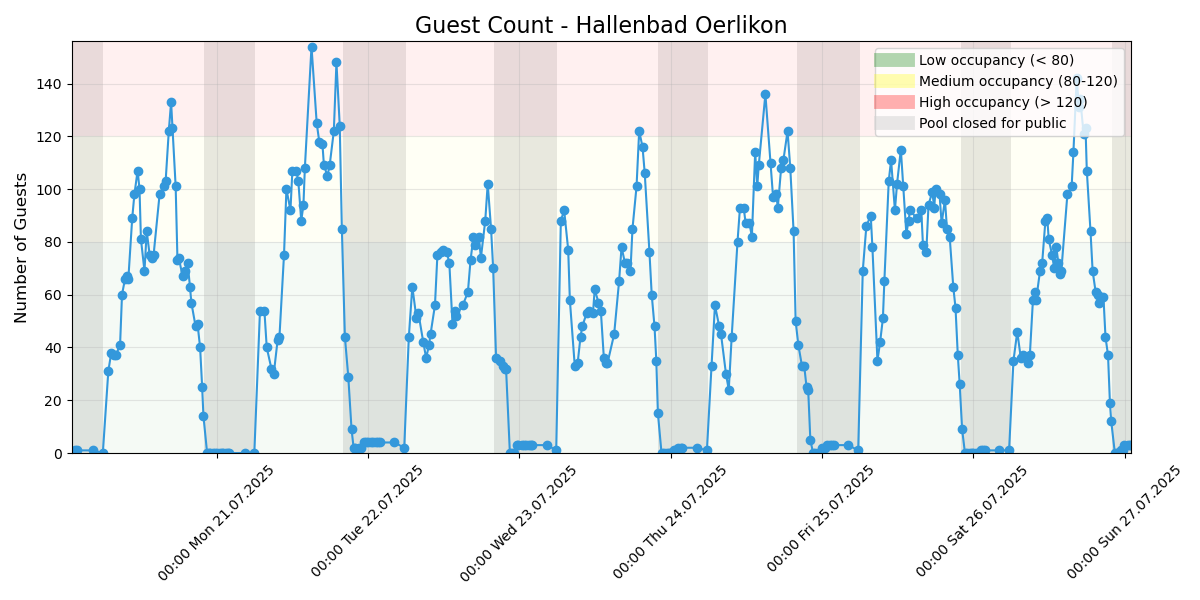 Guest Count - Hallenbad Oerlikon
Number of Guests
140
120
100
80
60
40
20
0
Low occupancy (< 80)
Medium occupancy (80-120)
High occupancy (> 120)
Pool closed for public
00:00 Mon 21.07.2025
00:00 Tue 22.07.2025
00:00 Wed 23.07.2025
00:00 Thu 24.07.2025
00:00 Fri 25.07.2025
00:00 Sat 26.07.2025
00:00 Sun 27.07.2025